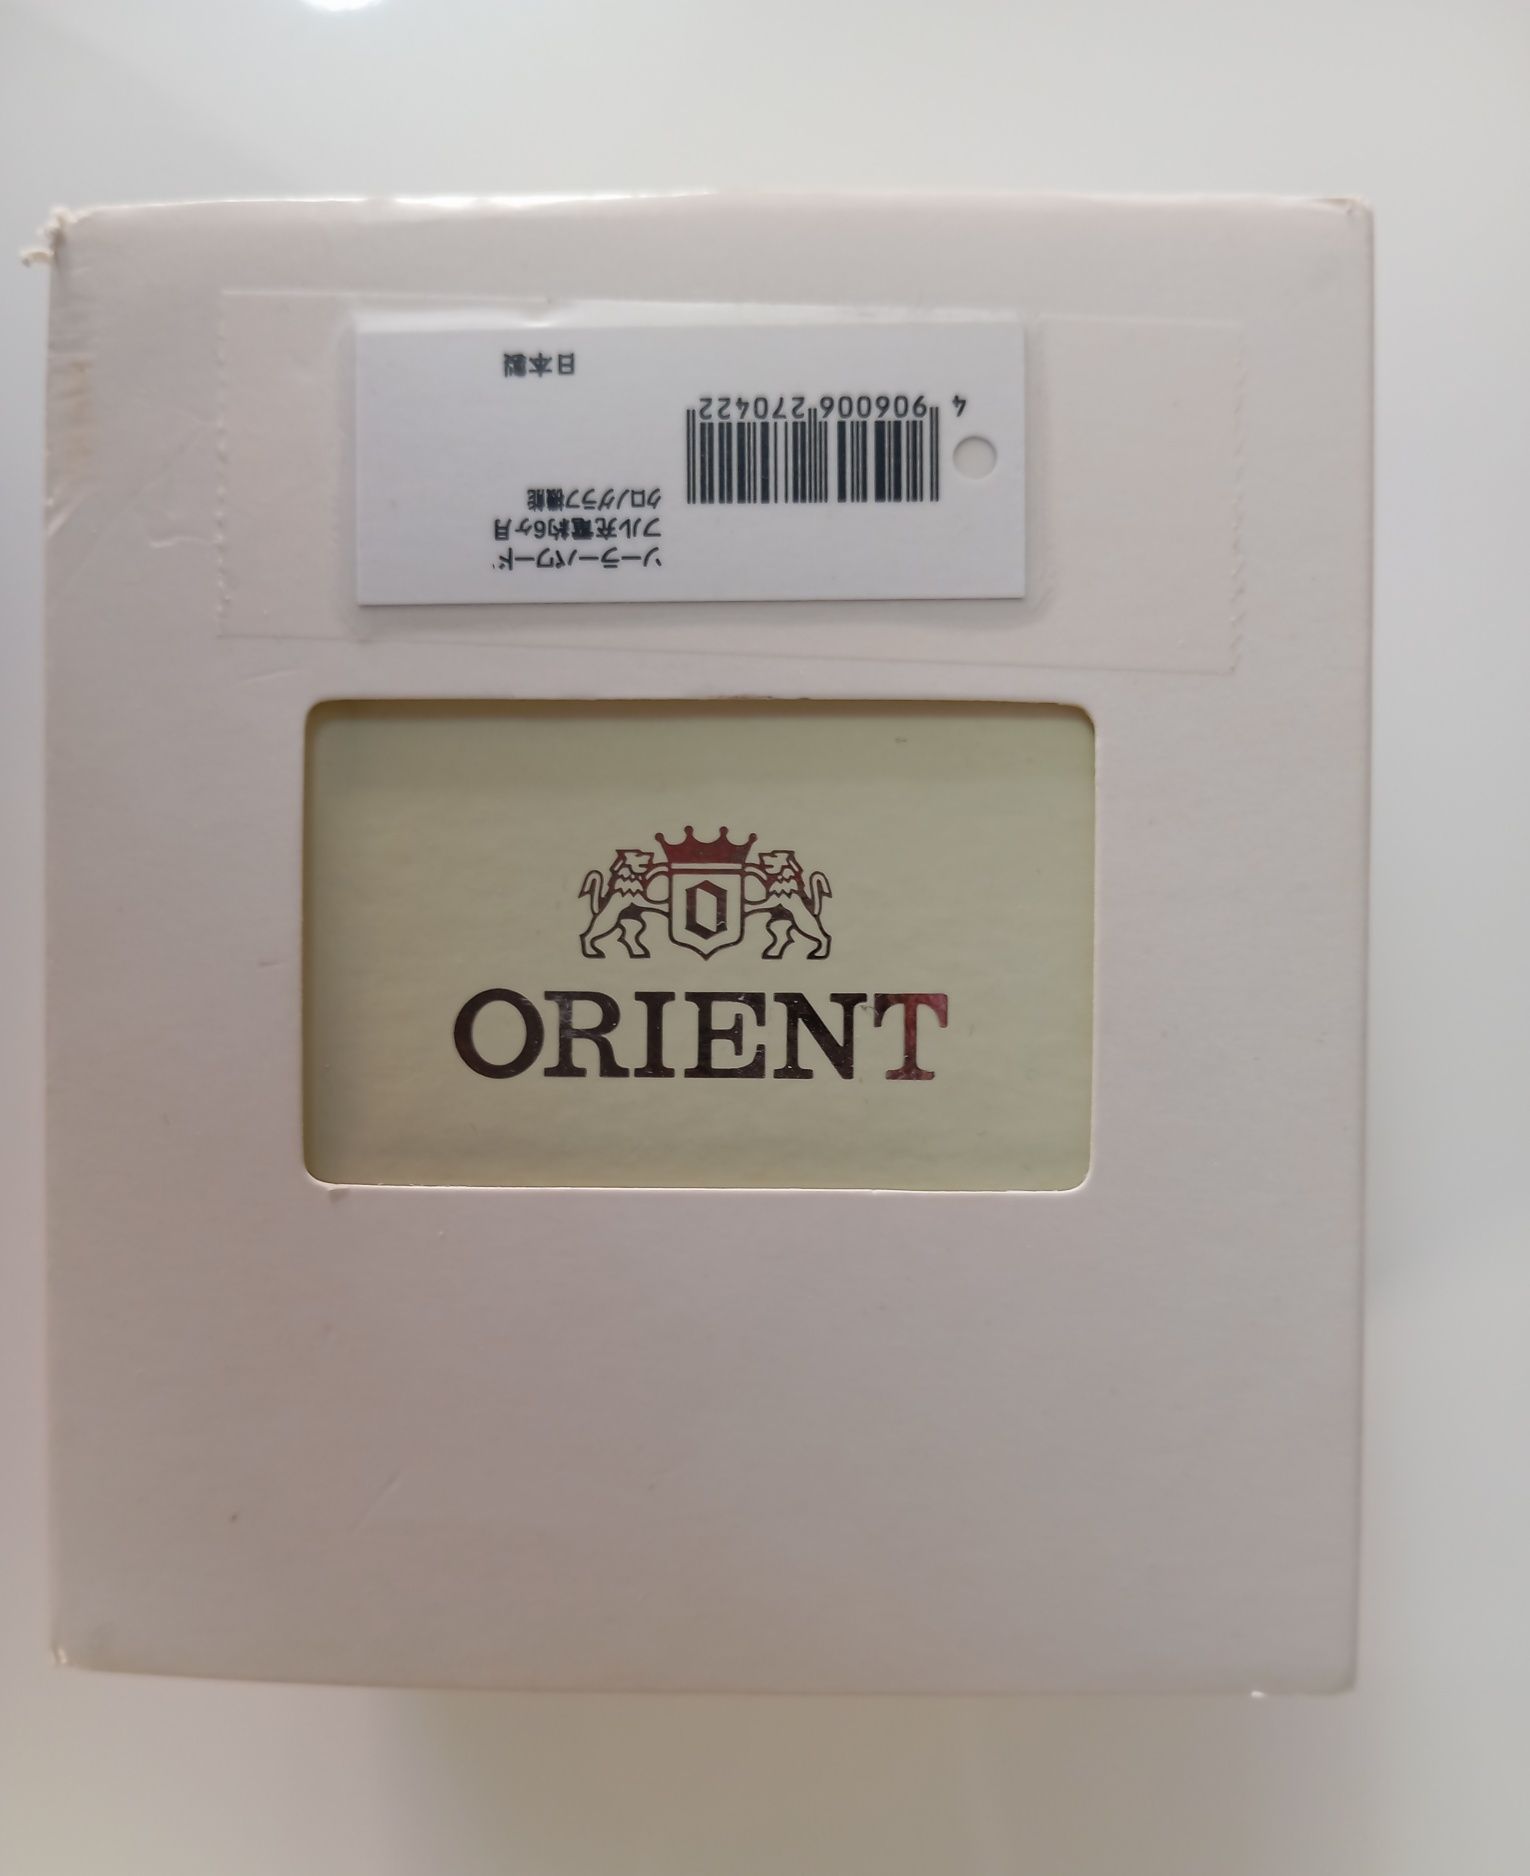 ソーラーパワード
フル充電約6ヶ月
クロノグラフ機能
4 906006 270422
日本製
ORIENT